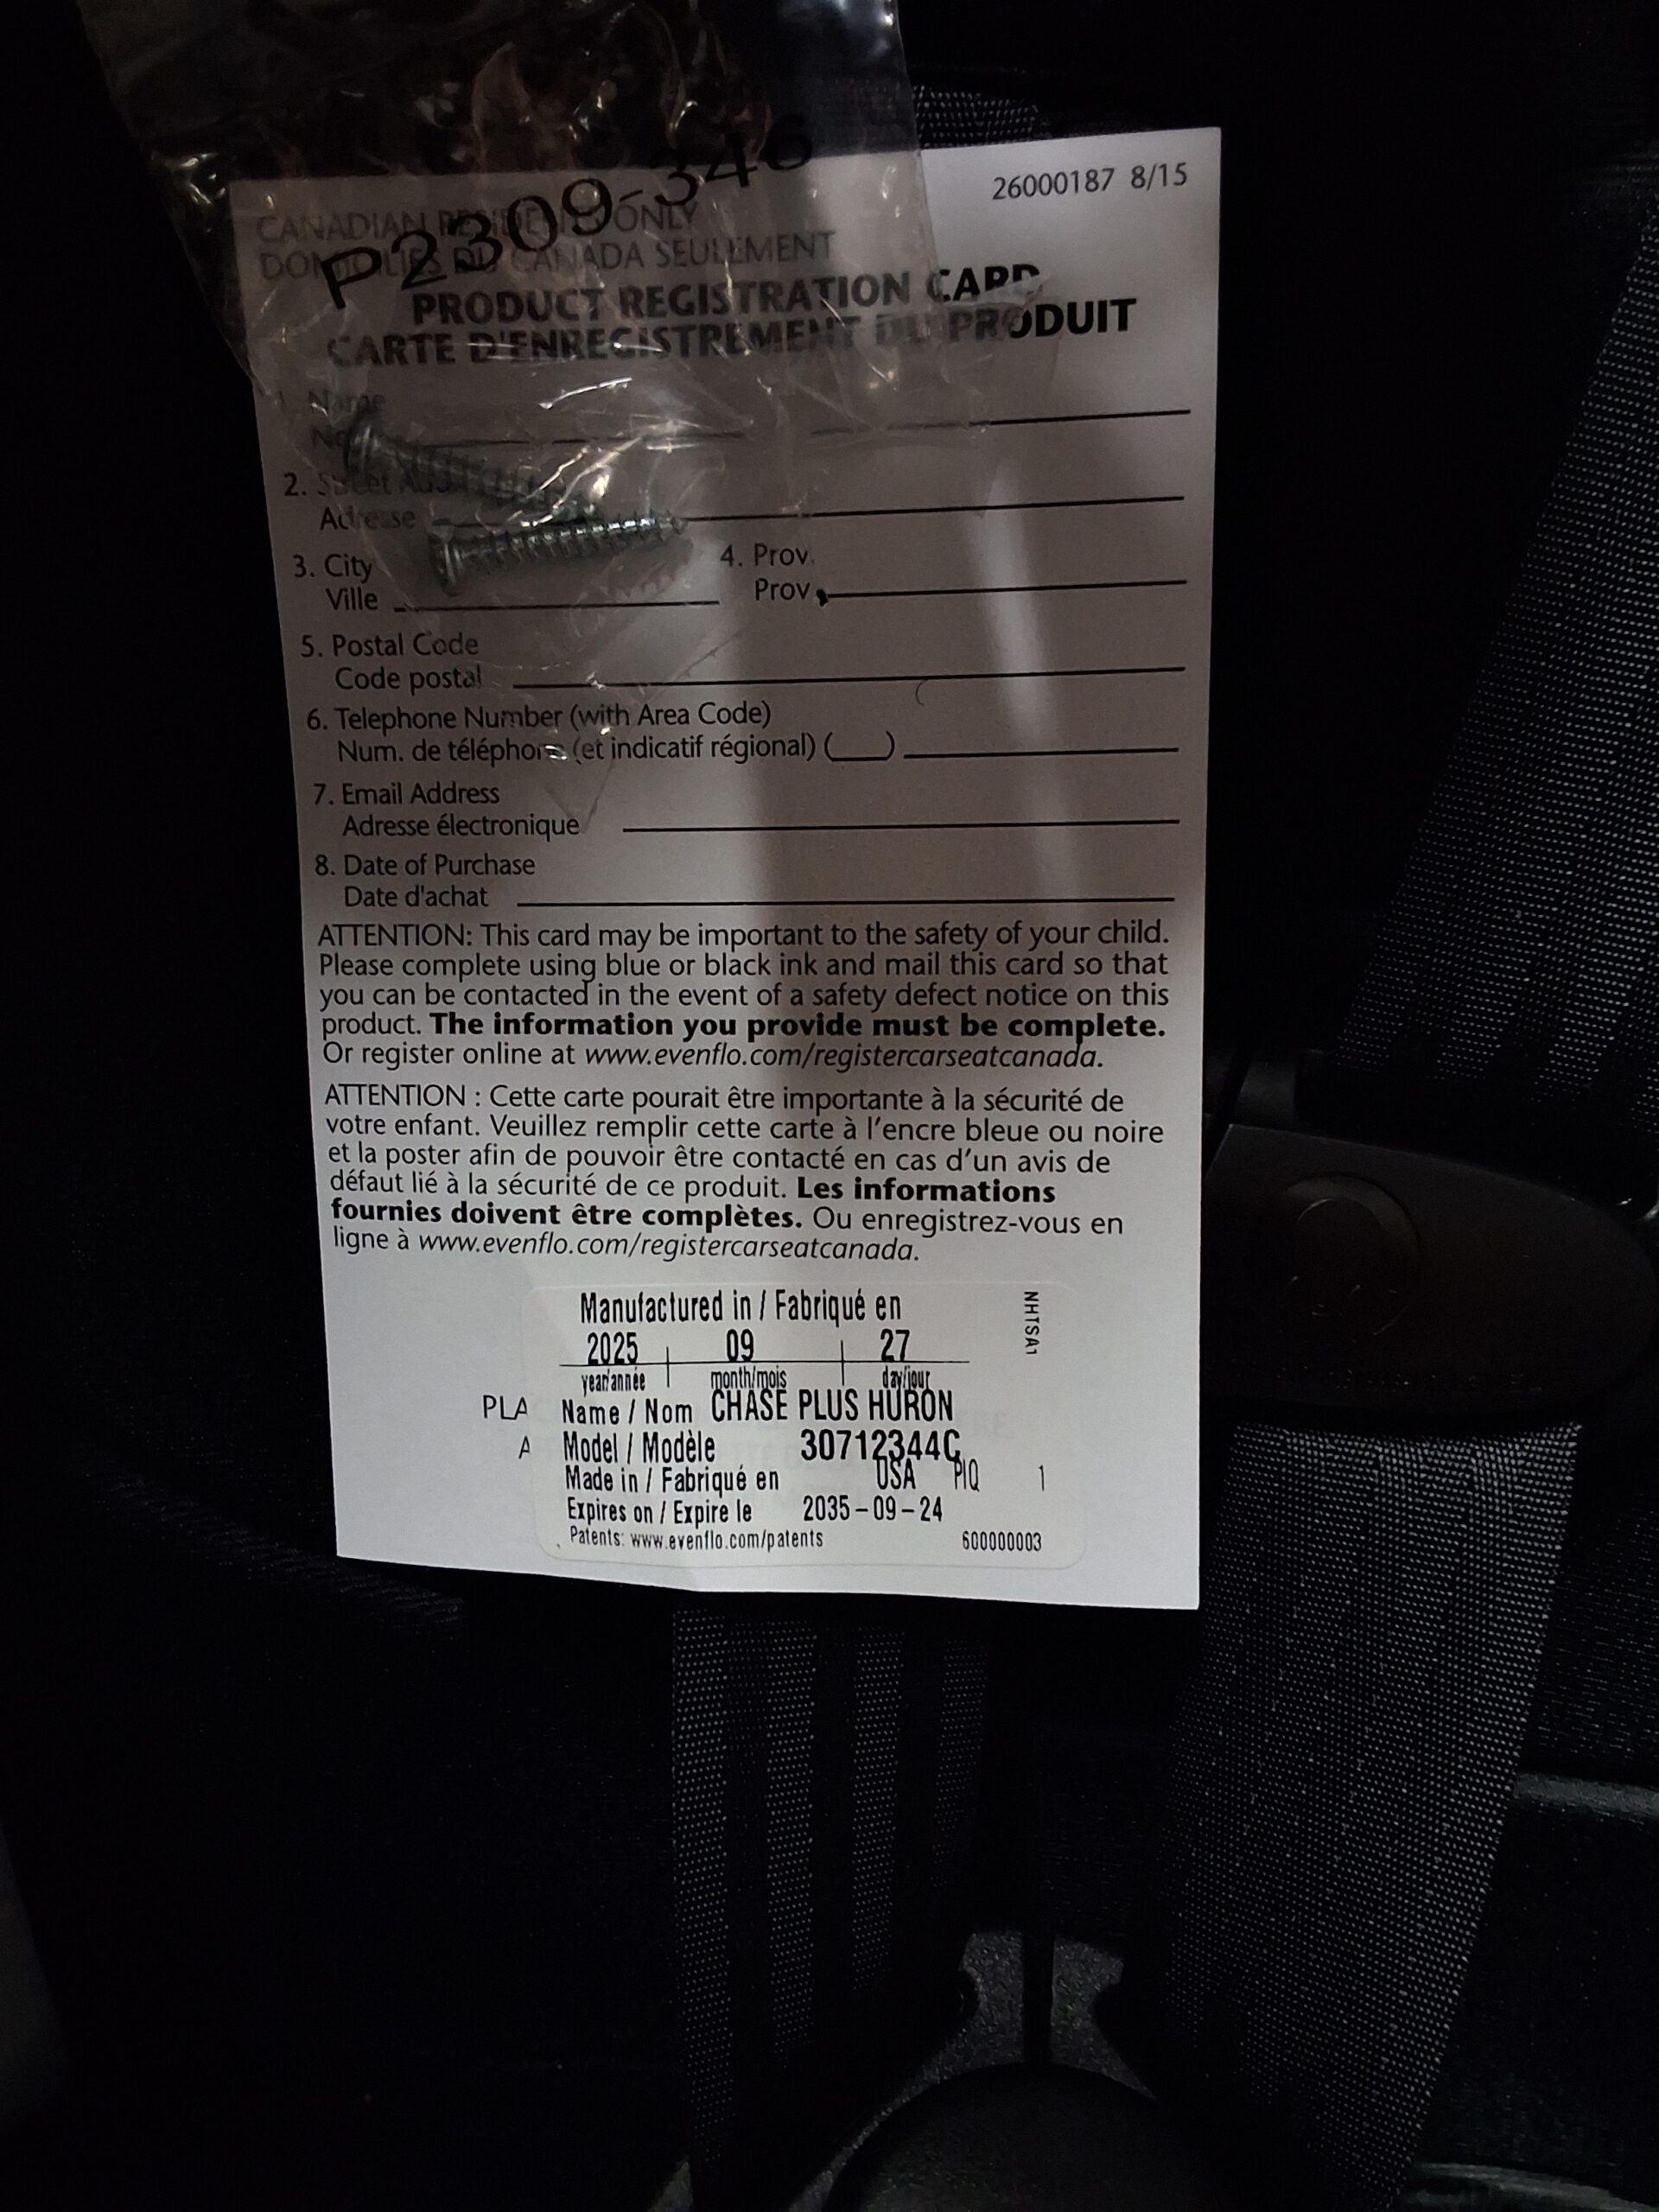 P2309-346
26000187 8/15
CANADIAN RESIDENTS ONLY
DOMICILIÉS DU CANADA SEULEMENT
PRODUCT REGISTRATION CARD
CARTE D'ENREGISTREMENT DU PRODUIT
1. Name
2. Street
Adresse
3. City
Ville
4. Prov.
Prov.
5. Postal Code
Code postal
6. Telephone Number (with Area Code)
Num. de téléphone (et indicatif régional) (__)
7. Email Address
Adresse électronique
8. Date of Purchase
Date d'achat
ATTENTION: This card may be important to the safety of your child.
Please complete using blue or black ink and mail this card so that
you can be contacted in the event of a safety defect notice on this
product. The information you provide must be complete.
Or register online at www.evenflo.com/registercarseatcanada.
ATTENTION : Cette carte pourait être importante à la sécurité de
votre enfant. Veuillez remplir cette carte à l'encre bleue ou noire
et la poster afin de pouvoir être contacté en cas d'un avis de
défaut lié à la sécurité de ce produit. Les informations
fournies doivent être complètes. Ou enregistrez-vous en
ligne à www.evenflo.com/registercarseatcanada.
Manufactured in / Fabriqué en
NHTSA1
2025 09 27
year/année month/mois day/jour
PLA
Name / Nom CHASE PLUS HURON
A
Model / Modèle 30712344C
Made in / Fabriqué en USA PIQ 1
Expires on / Expire le 2035-09-24
Patents: www.evenflo.com/patents 600000003